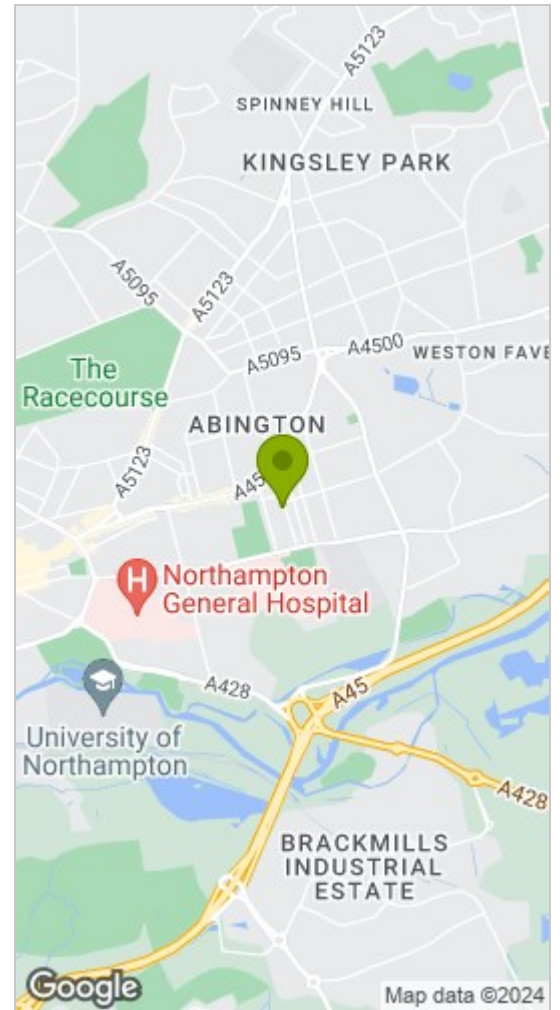 A5123
SPINNEY HILL
KINGSLEY PARK
A5095
A5123
A5095
A4500
WESTON FAVE
The
Racecourse
ABINGTON
A5123
A45
H
Northampton
General Hospital
A428
A45
University of
Northampton
A428
BRACKMILLS
INDUSTRIAL
ESTATE
Google
Map data ©2024